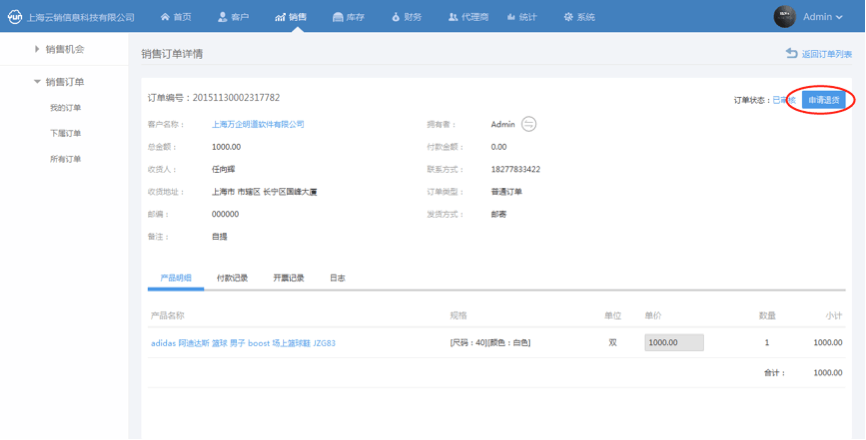 yun 上海云销信息科技有限公司 首页 客户 销售 库存 财务 代理商 统计 系统 Admin
销售机会
销售订单
我的订单
下属订单
所有订单
销售订单详情 返回订单列表
订单编号：20151130002317782 订单状态：已审核 申请退货
客户名称： 上海万企明道软件有限公司 拥有者： Admin
总金额： 1000.00 付款金额： 0.00
收货人： 任向辉 联系方式： 18277833422
收货地址： 上海市 市辖区 长宁区国峰大厦 订单类型： 普通订单
邮编： 000000 发货方式： 邮寄
备注： 自提
产品明细 付款记录 开票记录 日志
产品名称 规格 单位 单价 数量 小计
adidas 阿迪达斯 篮球 男子 boost 场上篮球鞋 JZG83 [尺码：40][颜色：白色] 双 1000.00 1 1000.00
合计： 1000.00